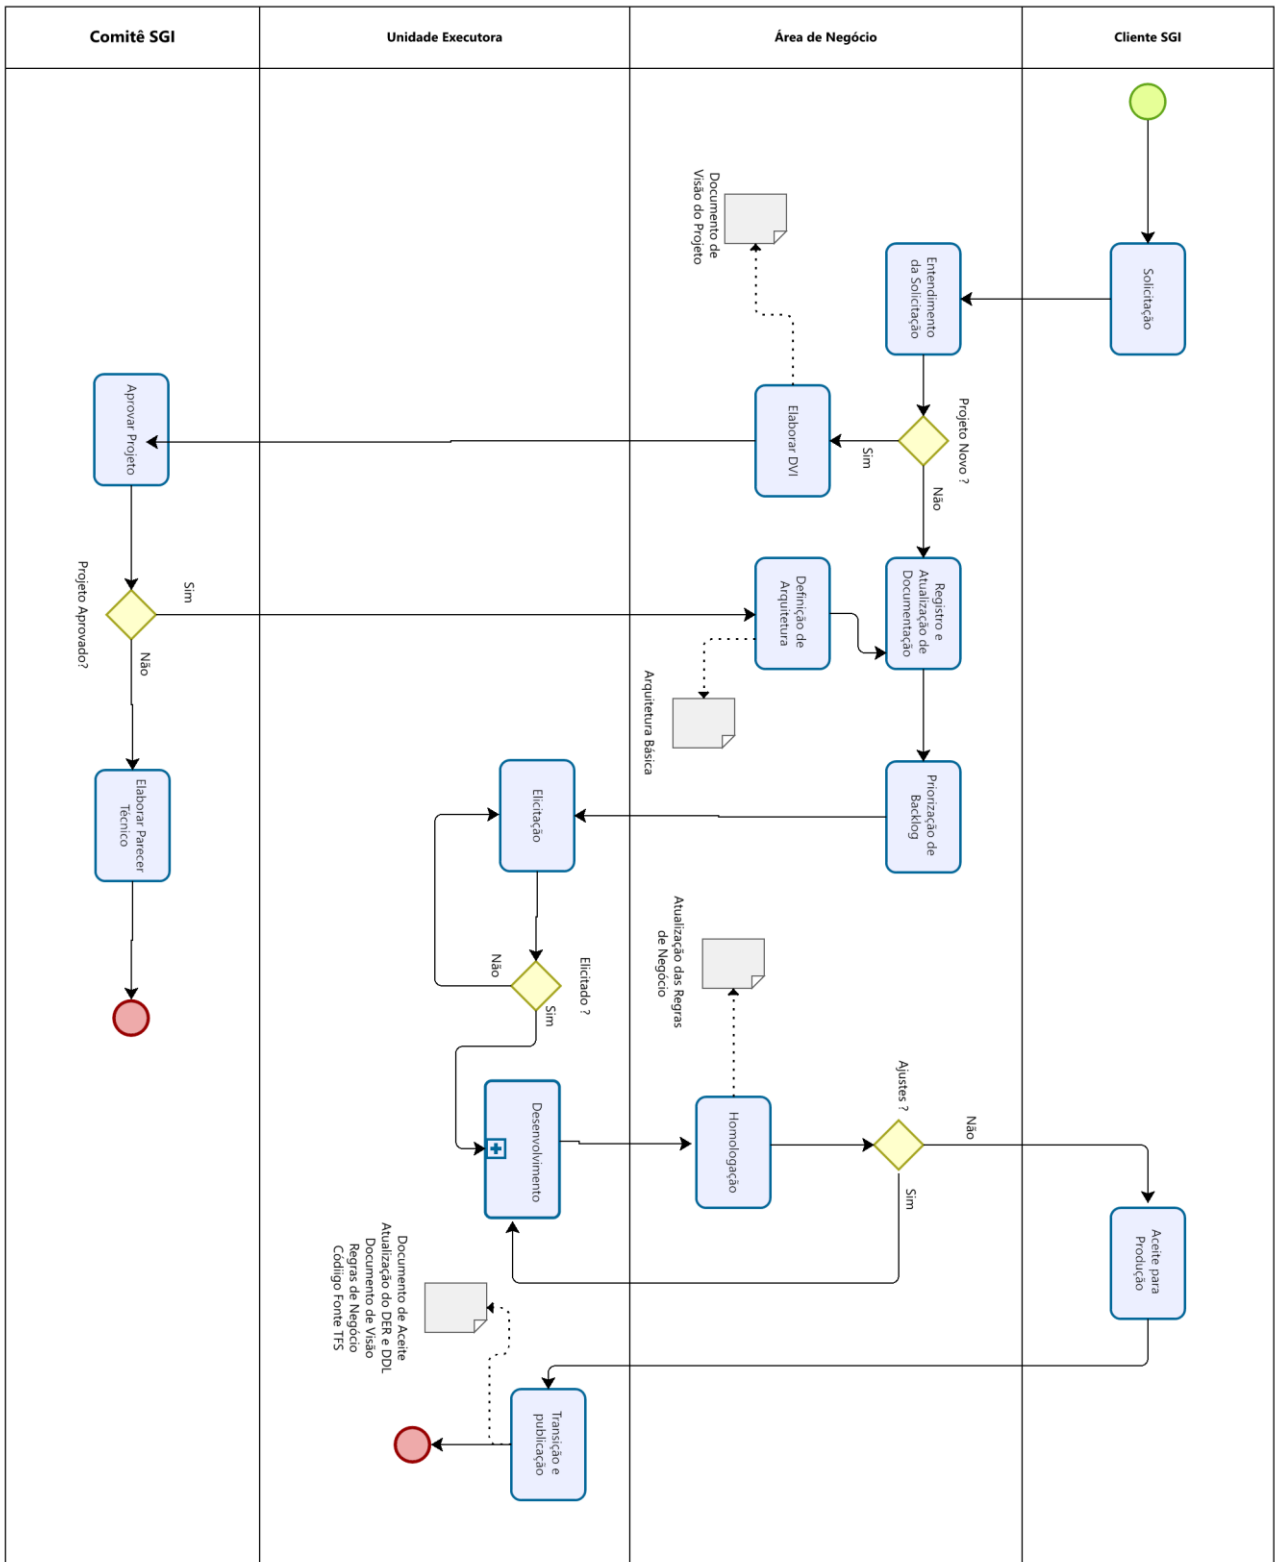 Comitê SGI
Unidade Executora
Área de Negócio
Cliente SGI
Solicitação
Entendimento
da Solicitação
Documento de
Visão do Projeto
Projeto Novo ?
Sim
Não
Elaborar DVI
Aprovar Projeto
Projeto Aprovado?
Sim
Não
Definição de
Arquitetura
Arquitetura Básica
Registro e
Atualização de
Documentação
Elaborar Parecer
Técnico
Priorização de
Backlog
Elicitação
Elicitado ?
Não
Sim
Desenvolvimento
Atualização das Regras
de Negócio
Homologação
Ajustes ?
Não
Sim
Aceite para
Produção
Documento de Aceite
Atualização do DER e DDL
Documento de Visão
Regras de Negócio
Códiigo Fonte TFS
Transição e
publicação